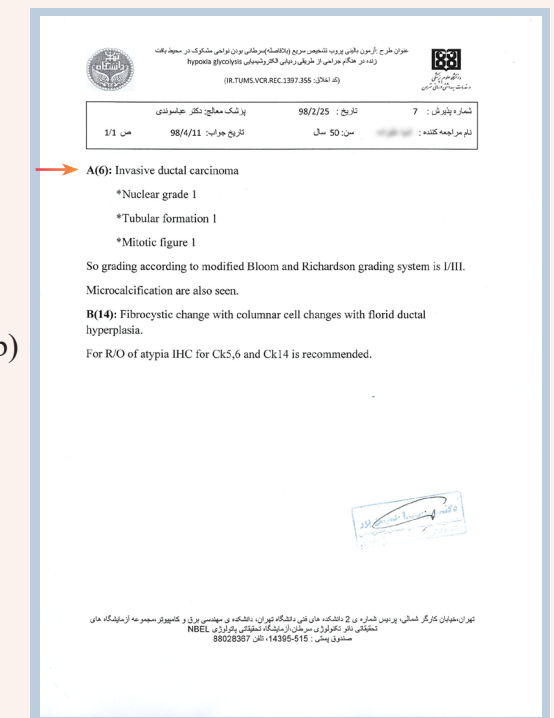 عنوان طرح :آزمون بالینی پروب تشخیص سریع (بلافاصله)سرطانی بودن نواحی مشکوک در محیط بافت
زنده در هنگام جراحی از طریقی ردیابی الکتروشیمیایی hypoxia glycolysis
(کد اخلاق: IR.TUMS.VCR.REC.1397.355)
شماره پذیرش : 7 تاریخ : 98/2/25 پزشک معالج: دکتر عباسوندی
نام مراجعه کننده : سن: 50 سال تاریخ جواب: 98/4/11 ص 1/1
A(6): Invasive ductal carcinoma
*Nuclear grade 1
*Tubular formation 1
*Mitotic figure 1
So grading according to modified Bloom and Richardson grading system is I/III.
Microcalcification are also seen.
B(14): Fibrocystic change with columnar cell changes with florid ductal
hyperplasia.
b)
For R/O of atypia IHC for Ck5,6 and Ck14 is recommended.
تهران،خیابان کارگر شمالی، پردیس شماره ی 2 دانشکده های فنی دانشگاه تهران، دانشکده ی مهندسی برق و کامپیوتر،مجموعه آزمایشگاه های
تحقیقاتی نانو تکنولوژی سرطان،آزمایشگاه تحقیقاتی پاتولوژی NBEL
صندوق پستی : 515-14395، تلفن 88028367